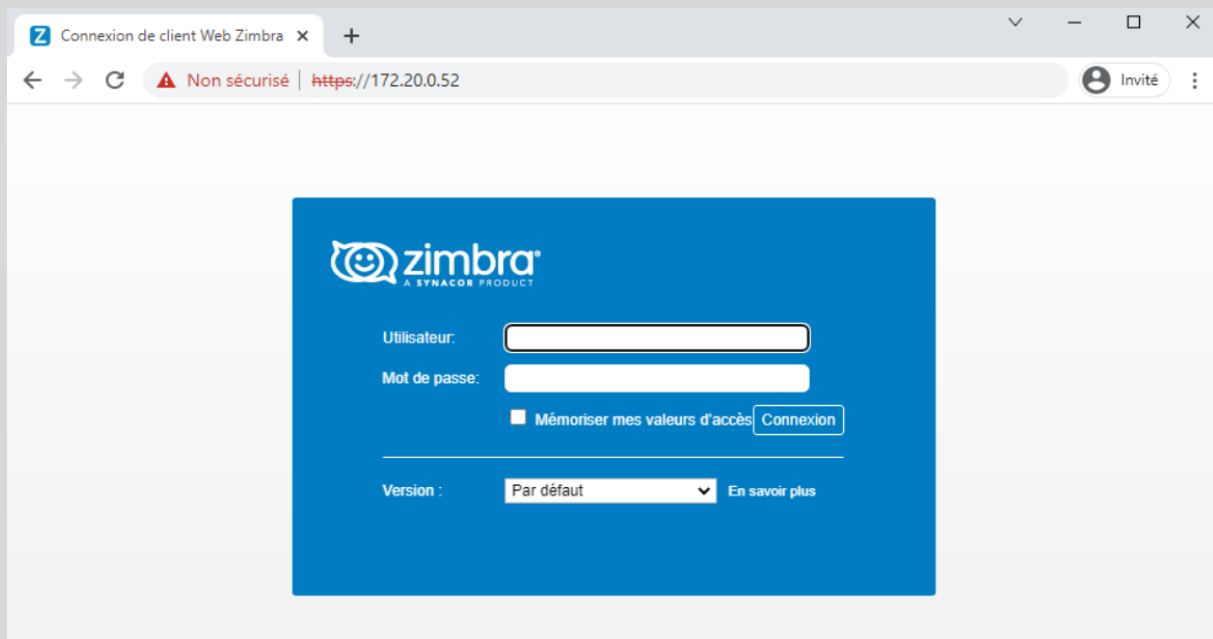 Connexion de client Web Zimbra
Non sécurisé | https://172.20.0.52
Invité
zimbra®
A SYNACOR PRODUCT
Utilisateur:
Mot de passe:
Mémoriser mes valeurs d'accès Connexion
Version : Par défaut En savoir plus